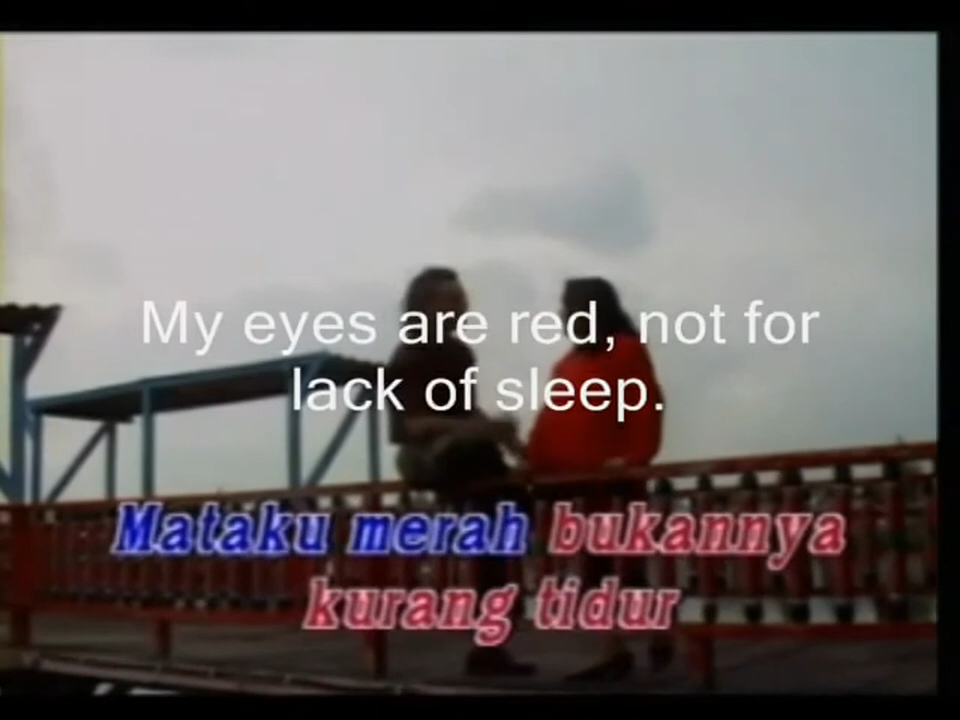 My eyes are red, not for
lack of sleep.
Mataku merah bukannya
kurang tidur